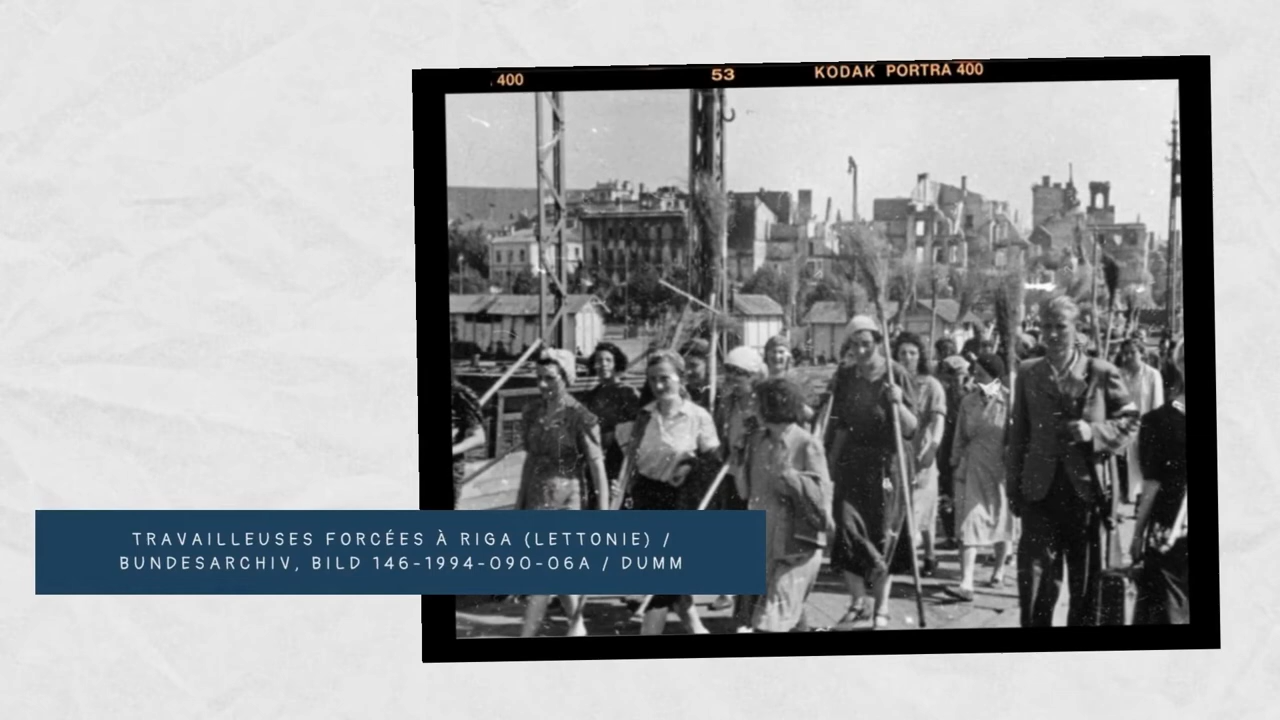 400 53 KODAK PORTRA 400
TRAVAILLEUSES FORCÉES À RIGA (LETTONIE) /
BUNDESARCHIV, BILD 146-1994-090-06A / DUMM